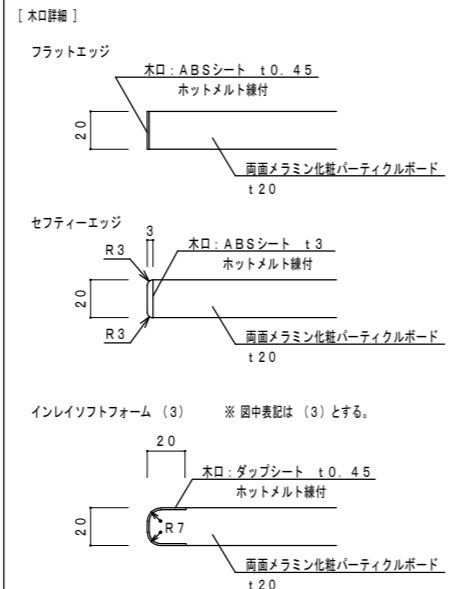 [ 木口詳細 ]
フラットエッジ
木口：ABSシート t0. 45
ホットメルト練付
20
両面メラミン化粧パーティクルボード
t20
セフティーエッジ
3
R3
木口：ABSシート t3
ホットメルト練付
20
R3
両面メラミン化粧パーティクルボード
t20
インレイソフトフォーム （3） ※ 図中表記は （3）とする。
20
木口：ダップシート t0. 45
ホットメルト練付
20
R7
両面メラミン化粧パーティクルボード
t20